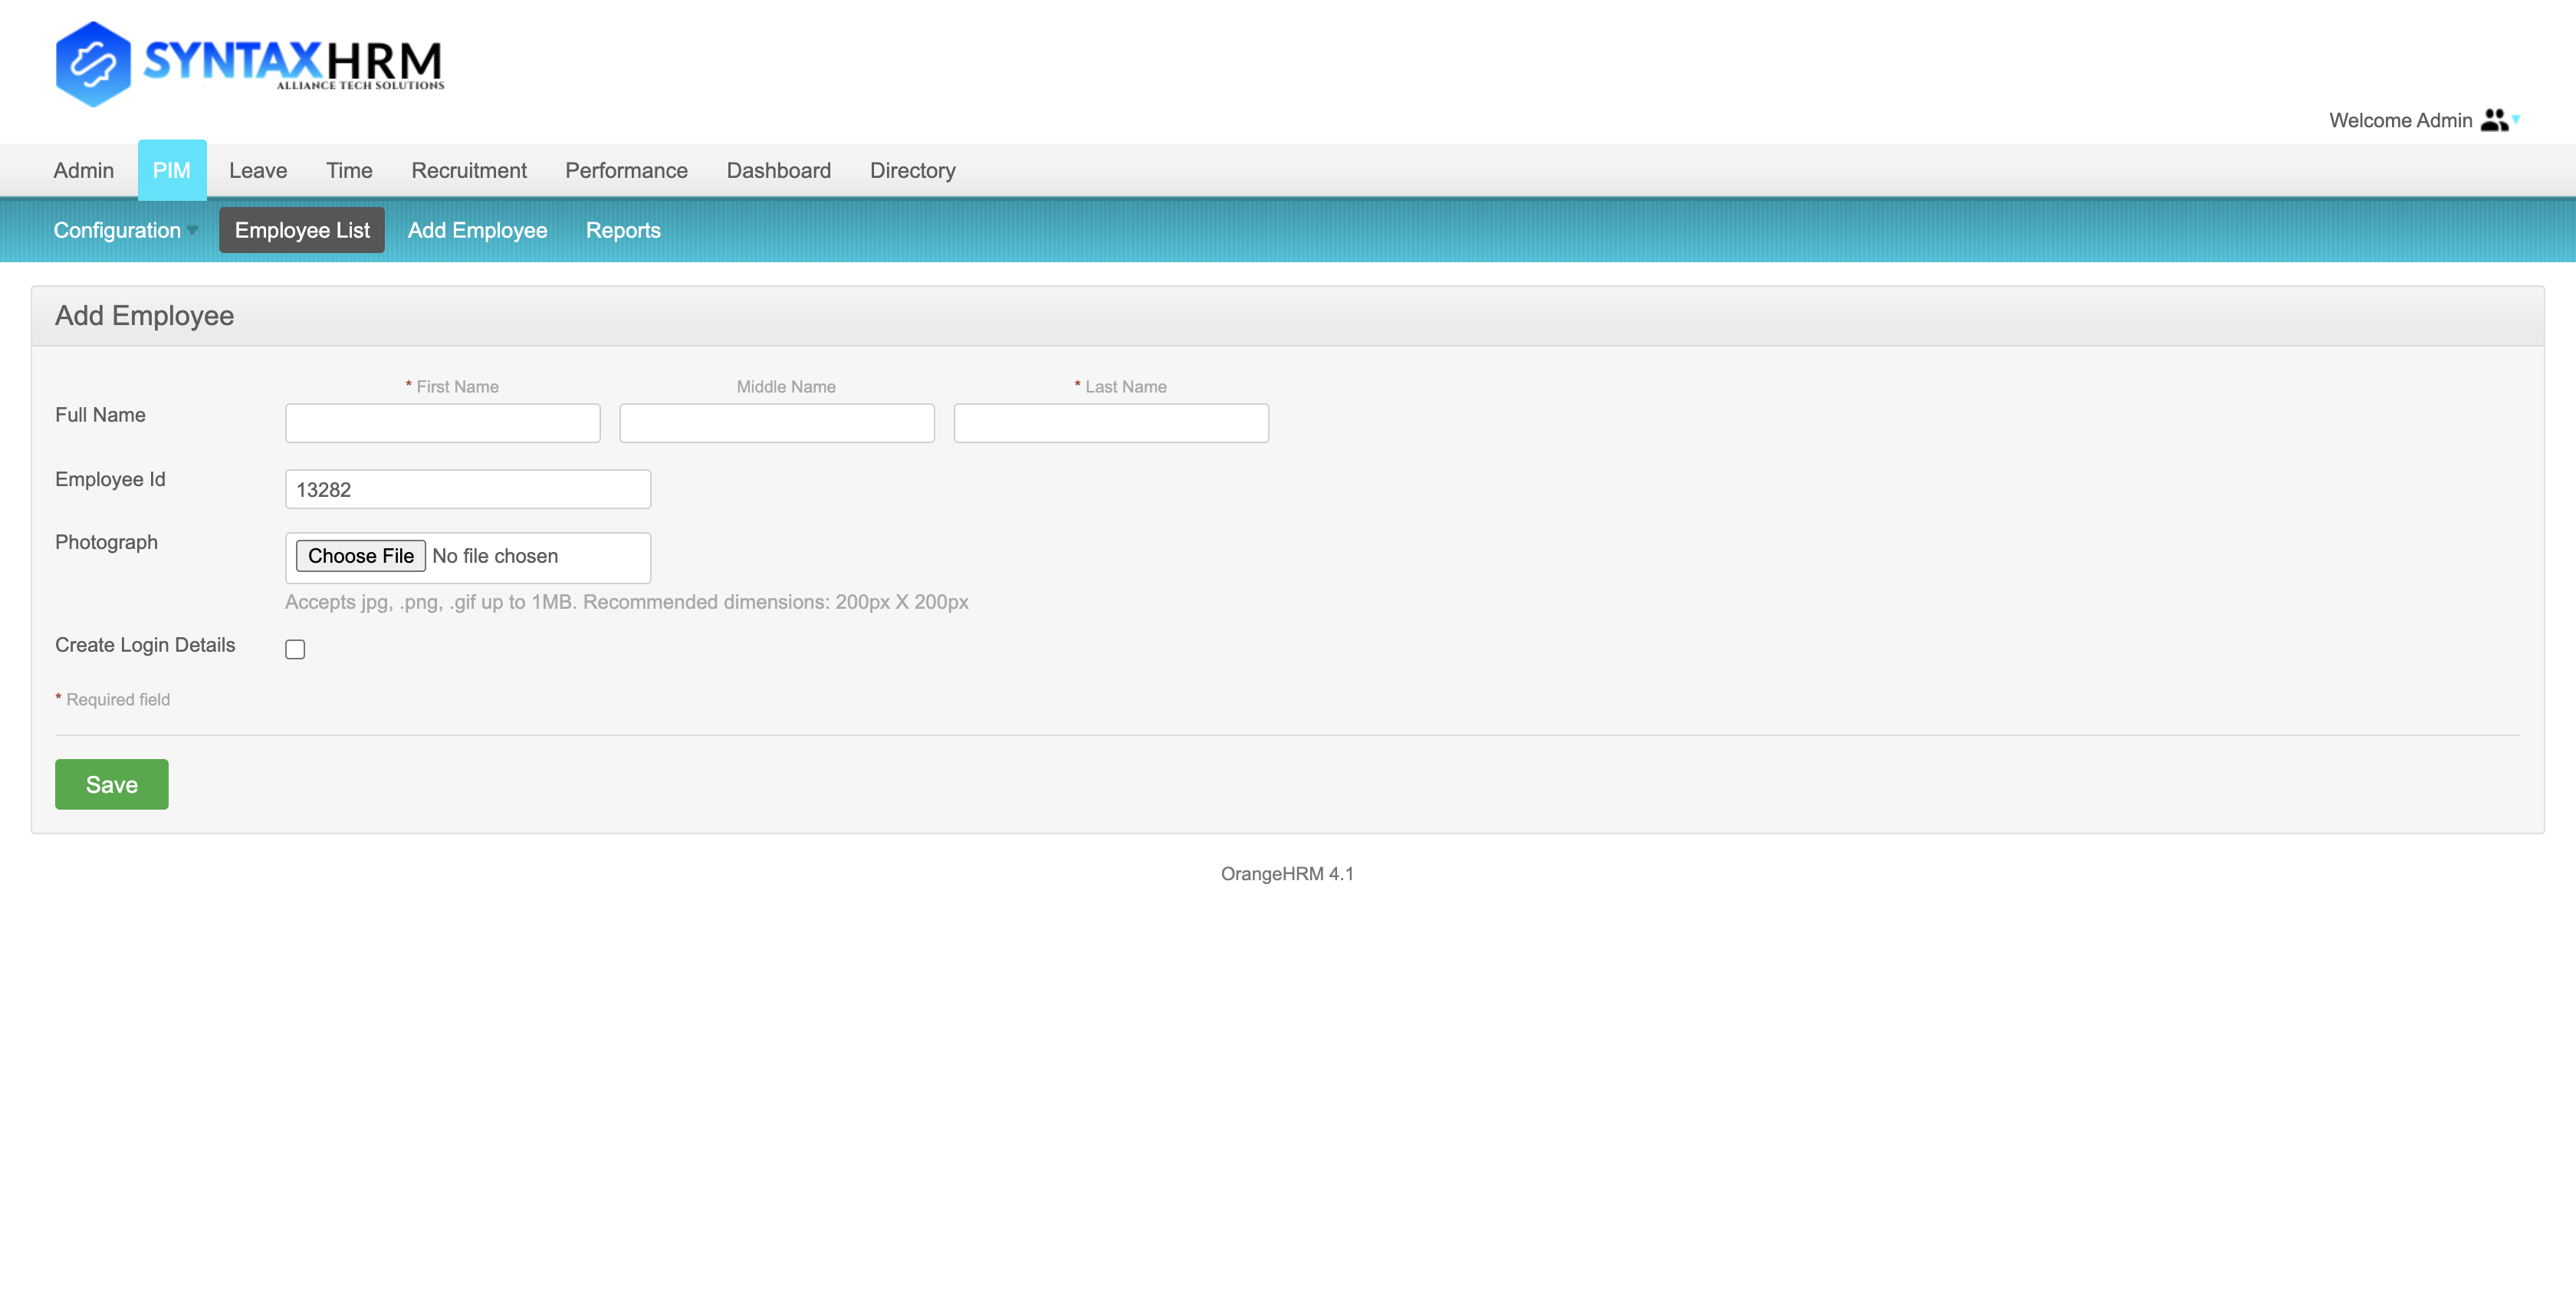 SYNTAXHRM
ALLIANCE TECH SOLUTIONS
Welcome Admin
Admin PIM Leave Time Recruitment Performance Dashboard Directory
Configuration Employee List Add Employee Reports
Add Employee
* First Name Middle Name * Last Name
Full Name
Employee Id 13282
Photograph Choose File No file chosen
Accepts jpg, .png, .gif up to 1MB. Recommended dimensions: 200px X 200px
Create Login Details
* Required field
Save
OrangeHRM 4.1